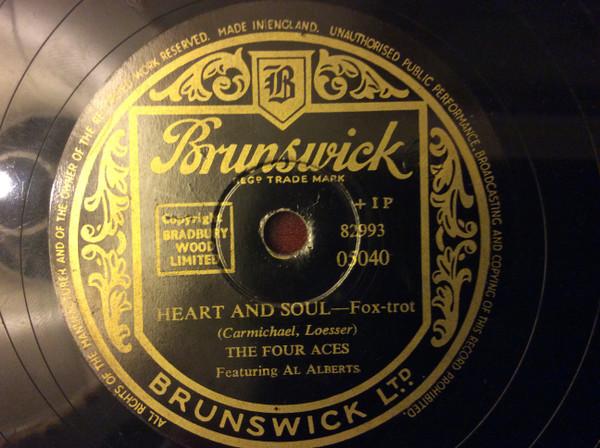 ALL RIGHTS OF THE MANUFACTURER AND OF THE OWNER OF THE RECORDED WORK RESERVED. MADE IN ENGLAND. UNAUTHORISED PUBLIC PERFORMANCE, BROADCASTING AND COPYING OF THIS RECORD PROHIBITED.
B
Brunswick
REGD TRADE MARK
+ 1 P
Copyright
BRADBURY
WOOD
LIMITED
82993
05040
HEART AND SOUL—Fox-trot
(Carmichael, Loesser)
THE FOUR ACES
Featuring AL ALBERTS
BRUNSWICK LTD